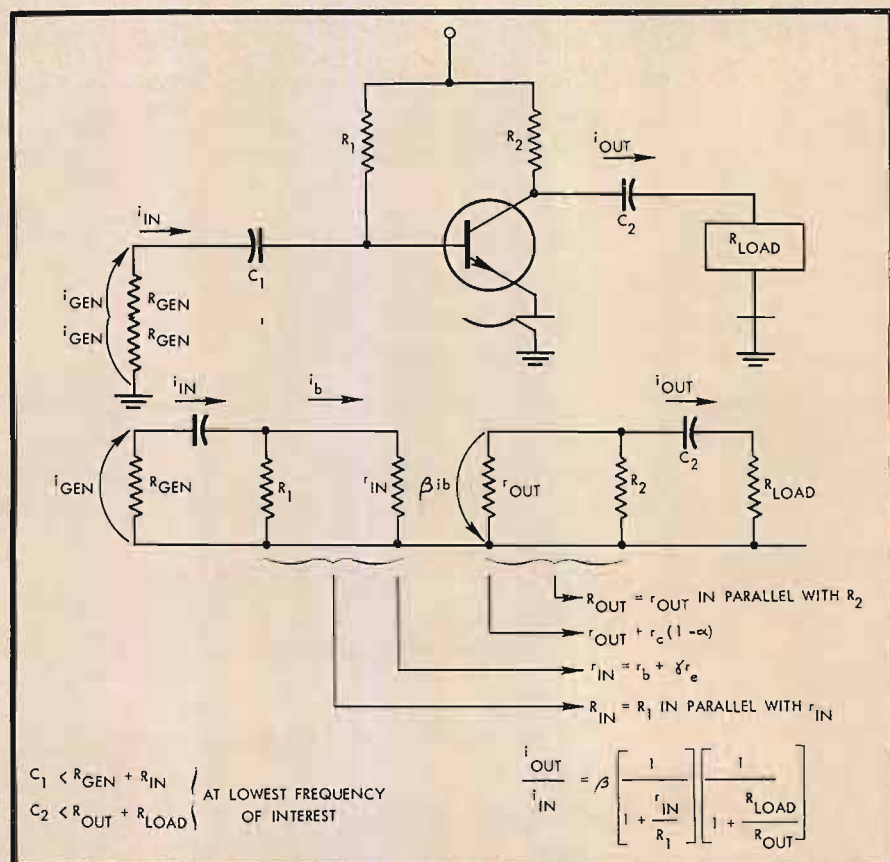 R₁
R₂
i OUT
i IN
C₁
C₂
R LOAD
i GEN R GEN
i GEN R GEN
i IN
i b
i OUT
i GEN
R GEN
R₁
r IN
βib
r OUT
R₂
C₂
R LOAD
R OUT = r OUT IN PARALLEL WITH R₂
r OUT + r c (1 -α)
r IN = r b + γr e
R IN = R₁ IN PARALLEL WITH r IN
C₁ < R GEN + R IN
C₂ < R OUT + R LOAD
AT LOWEST FREQUENCY
OF INTEREST
i OUT / i IN = β [1 / (1 + r IN / R₁)] [1 / (1 + R LOAD / R OUT)]